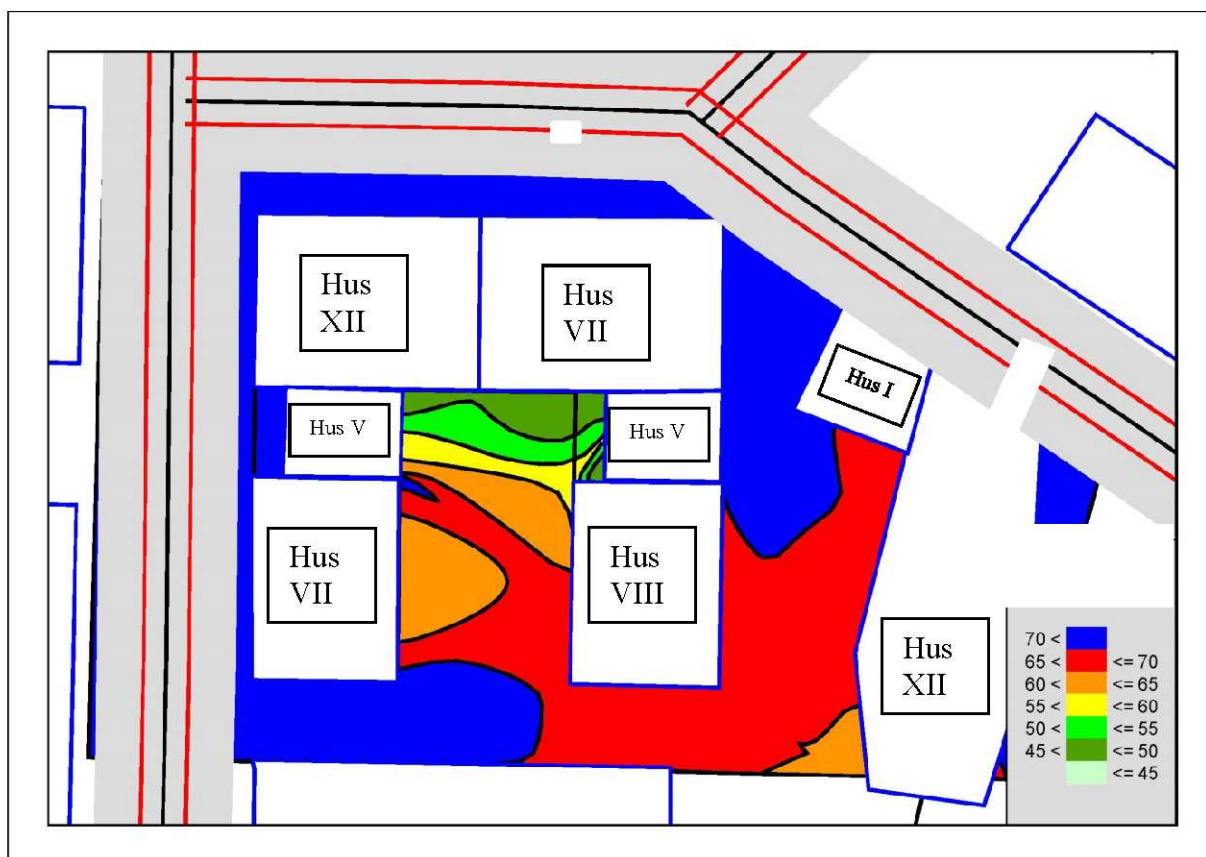 Hus
XII
Hus
VII
Hus I
Hus V
Hus V
Hus
VII
Hus
VIII
Hus
XII
70 <
65 < <= 70
60 < <= 65
55 < <= 60
50 < <= 55
45 < <= 50
<= 45